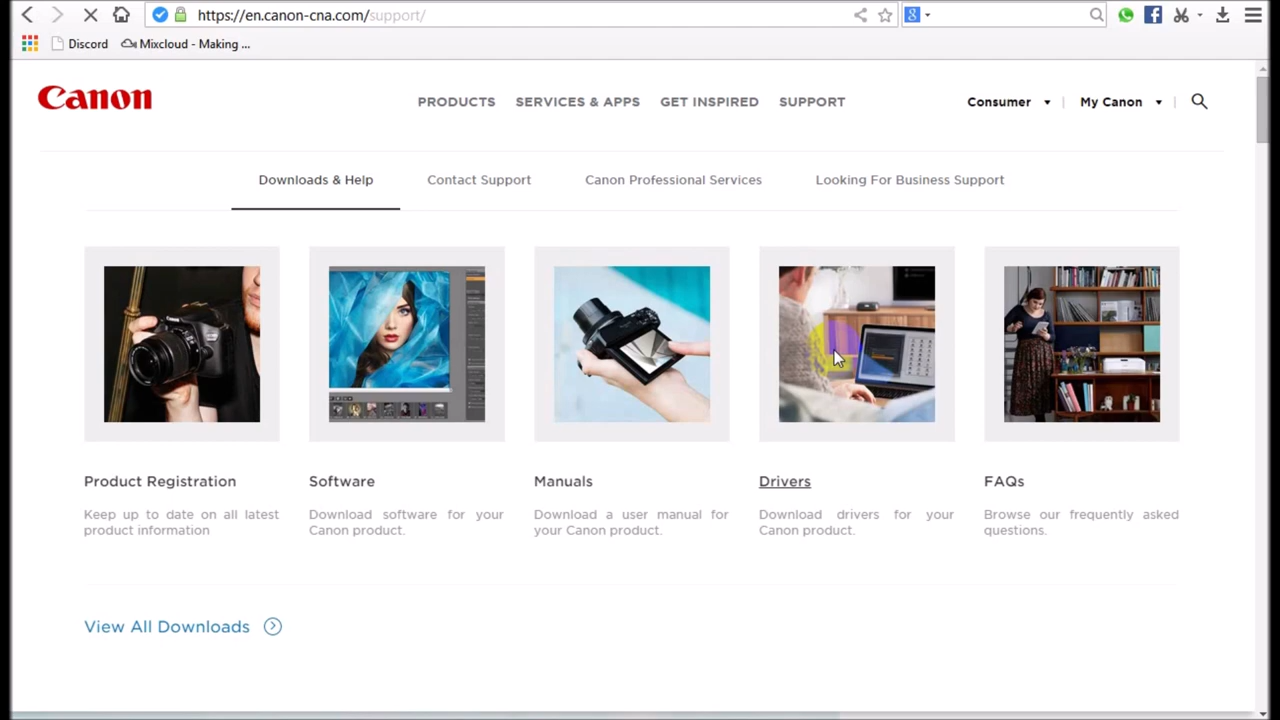 https://en.canon-cna.com/support/
Discord
Mixcloud - Making ...
Canon
PRODUCTS
SERVICES & APPS
GET INSPIRED
SUPPORT
Consumer
My Canon
Downloads & Help
Contact Support
Canon Professional Services
Looking For Business Support
Product Registration
Keep up to date on all latest
product information
Software
Download software for your
Canon product.
Manuals
Download a user manual for
your Canon product.
Drivers
Download drivers for your
Canon product.
FAQs
Browse our frequently asked
questions.
View All Downloads